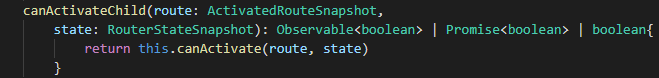 canActivateChild(route: ActivatedRouteSnapshot,
state: RouterStateSnapshot): Observable<boolean> | Promise<boolean> | boolean{
return this.canActivate(route, state)
}